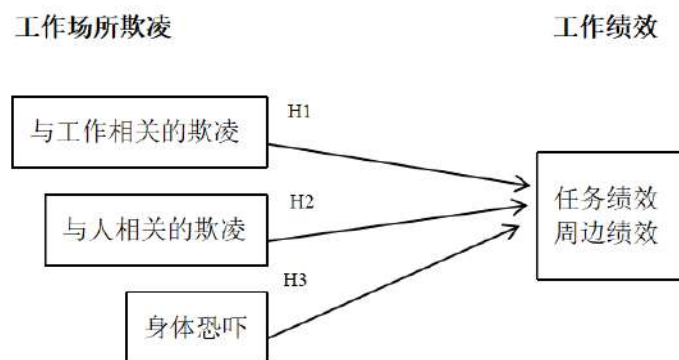 工作场所欺凌
工作绩效
与工作相关的欺凌
H1
与人相关的欺凌
H2
身体恐吓
H3
任务绩效
周边绩效